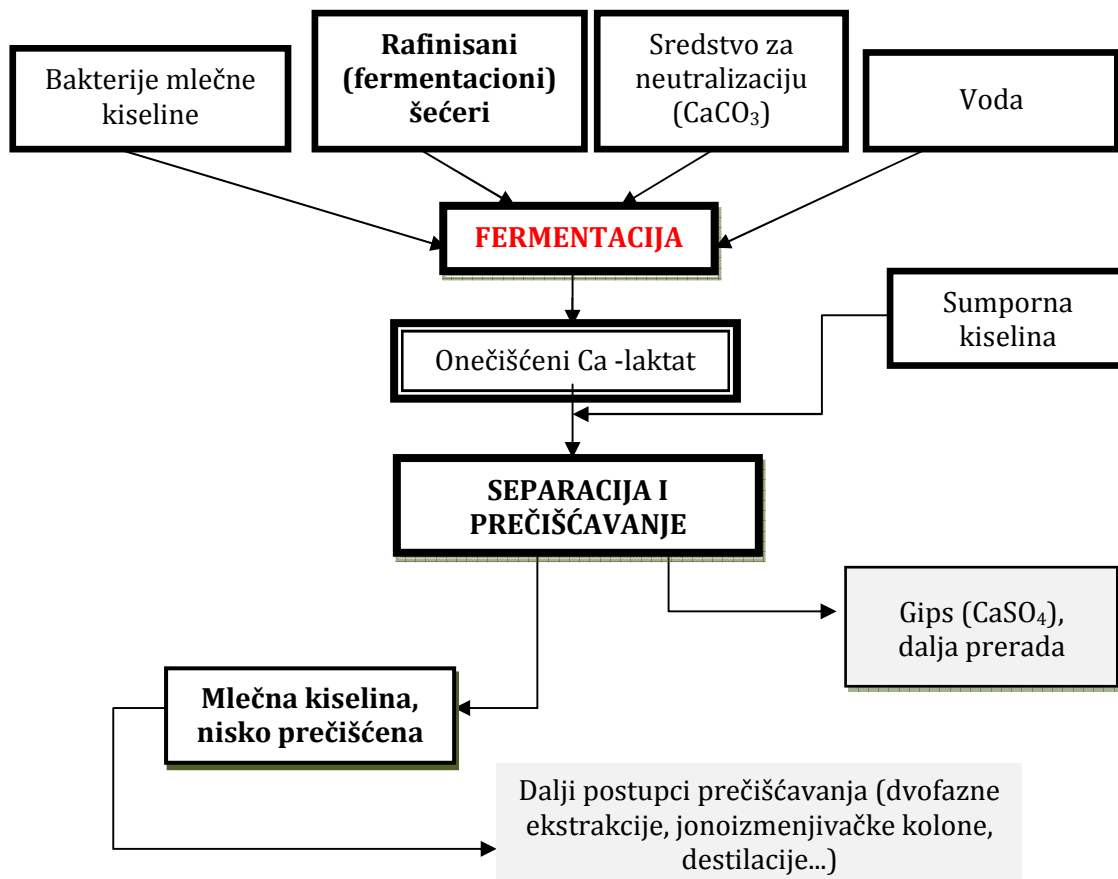 Bakterije mlečne
kiseline
Rafinisani
(fermentacioni)
šećeri
Sredstvo za
neutralizaciju
(CaCO₃)
Voda
FERMENTACIJA
Sumporna
kiselina
Onečišćeni Ca -laktat
SEPARACIJA I
PREČIŠĆAVANJE
Gips (CaSO₄),
dalja prerada
Mlečna kiselina,
nisko prečišćena
Dalji postupci prečišćavanja (dvofazne
ekstrakcije, jonoizmenjivačke kolone,
destilacije...)